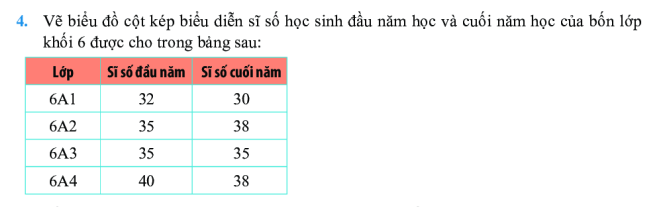 4. Vẽ biểu đồ cột kép biểu diễn sĩ số học sinh đầu năm học và cuối năm học của bốn lớp
khối 6 được cho trong bảng sau:
Lớp Sĩ số đầu năm Sĩ số cuối năm
6A1 32 30
6A2 35 38
6A3 35 35
6A4 40 38